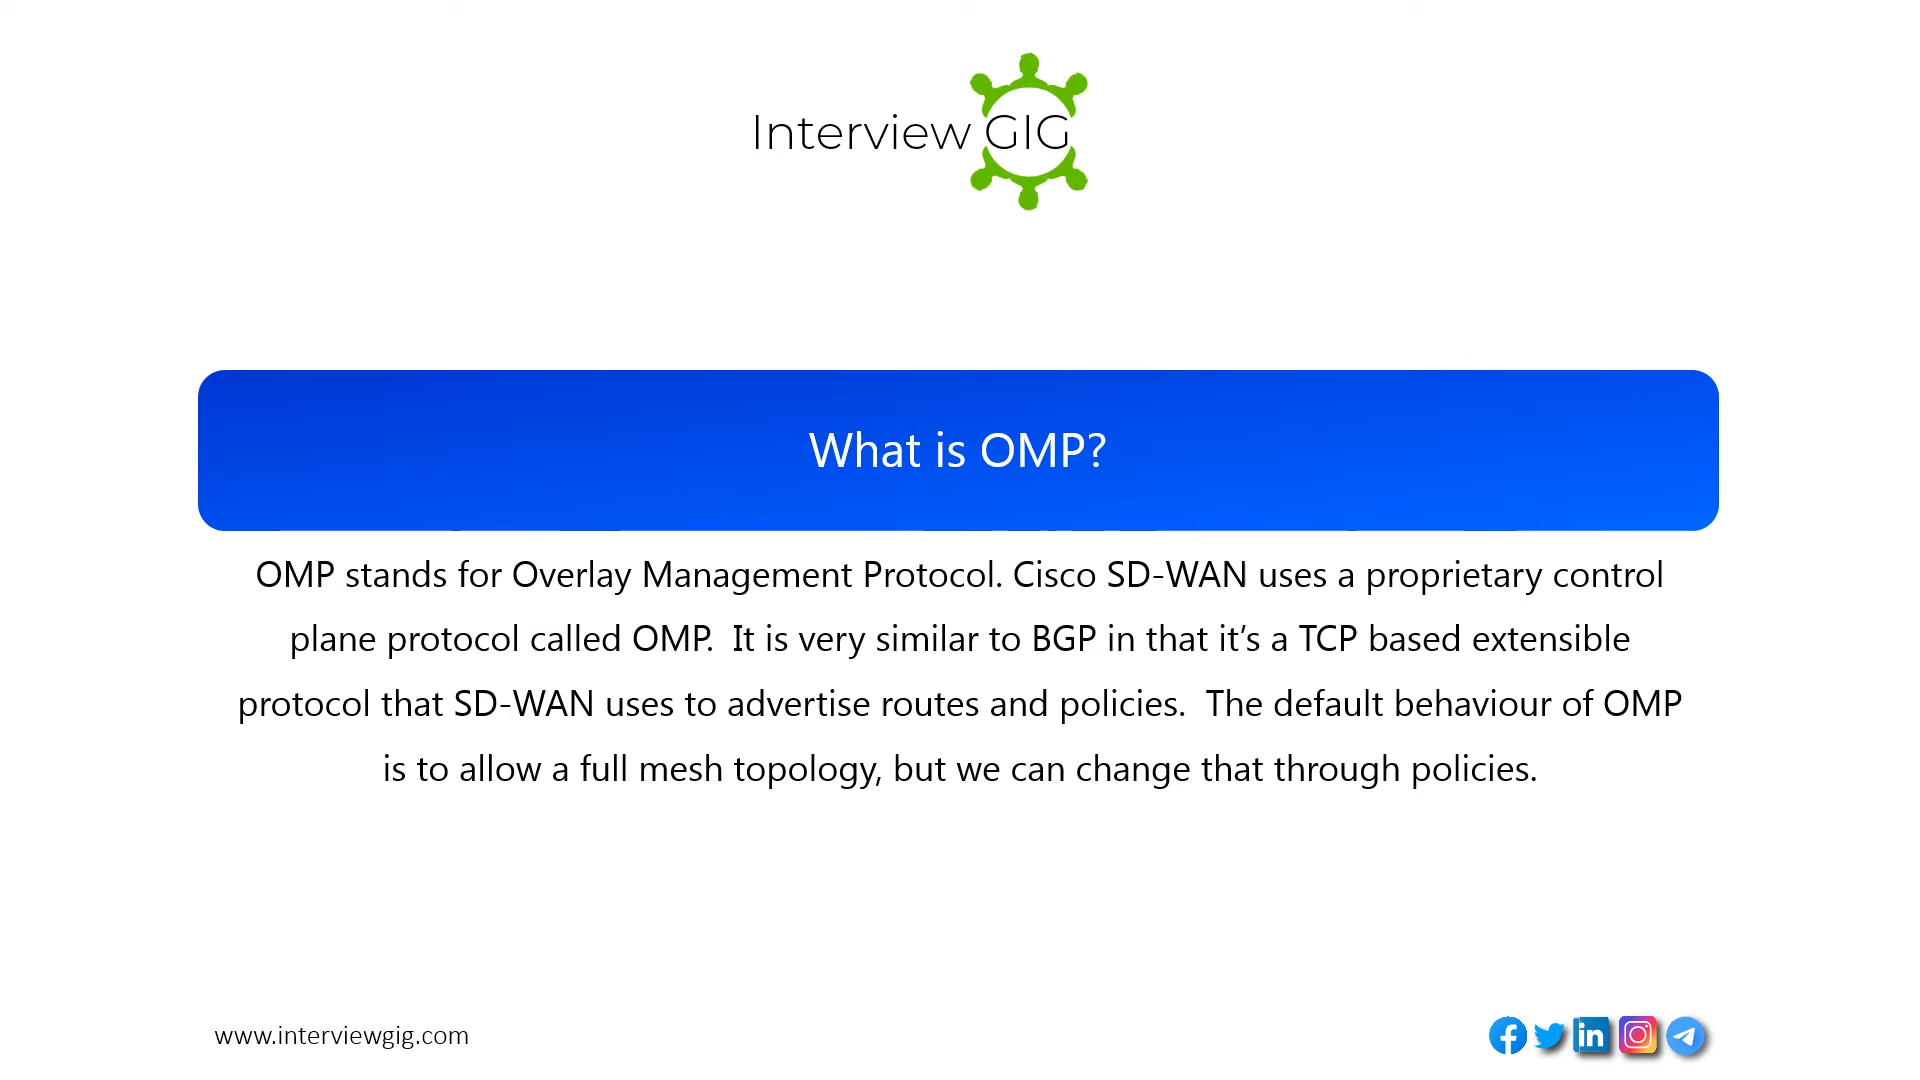 Interview GIG
What is OMP?
OMP stands for Overlay Management Protocol. Cisco SD-WAN uses a proprietary control
plane protocol called OMP.  It is very similar to BGP in that it’s a TCP based extensible
protocol that SD-WAN uses to advertise routes and policies.  The default behaviour of OMP
is to allow a full mesh topology, but we can change that through policies.
www.interviewgig.com
in